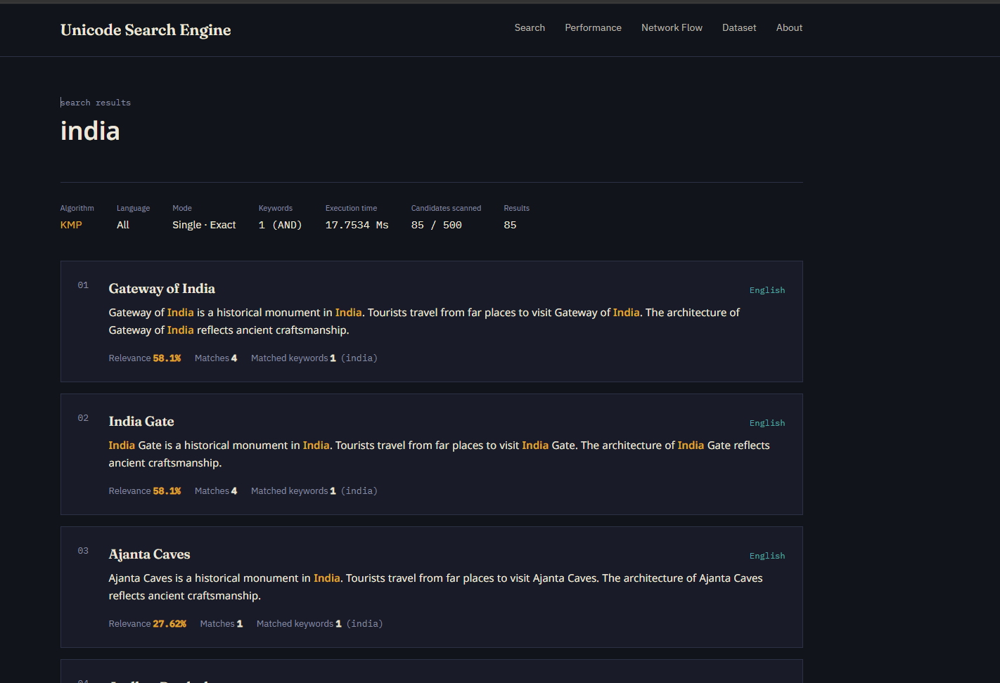 Unicode Search Engine
Search Performance Network Flow Dataset About
search results
india
Algorithm Language Mode Keywords Execution time Candidates scanned Results
KMP All Single · Exact 1 (AND) 17.7534 Ms 85 / 500 85
01 Gateway of India English
Gateway of India is a historical monument in India. Tourists travel from far places to visit Gateway of India. The architecture of
Gateway of India reflects ancient craftsmanship.
Relevance 58.1% Matches 4 Matched keywords 1 (india)
02 India Gate English
India Gate is a historical monument in India. Tourists travel from far places to visit India Gate. The architecture of India Gate reflects
ancient craftsmanship.
Relevance 58.1% Matches 4 Matched keywords 1 (india)
03 Ajanta Caves English
Ajanta Caves is a historical monument in India. Tourists travel from far places to visit Ajanta Caves. The architecture of Ajanta Caves
reflects ancient craftsmanship.
Relevance 27.62% Matches 1 Matched keywords 1 (india)